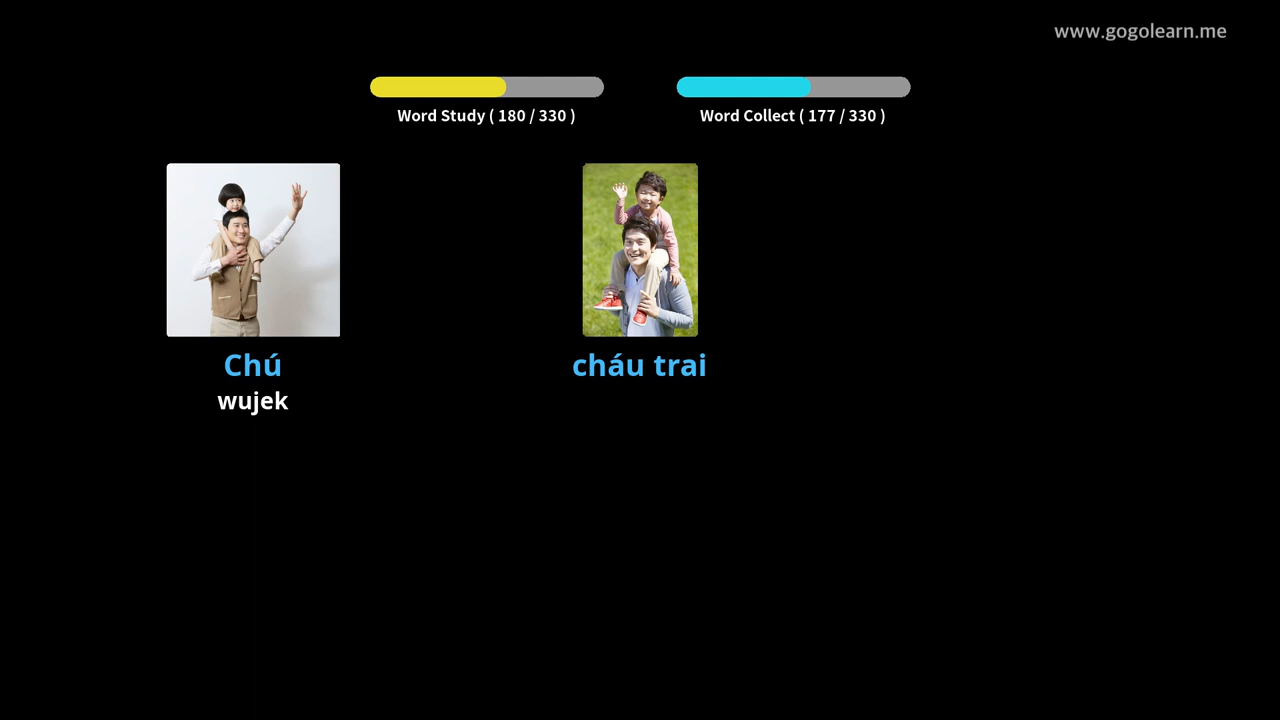 www.gogolearn.me
Word Study ( 180 / 330 )
Word Collect ( 177 / 330 )
Chú
wujek
cháu trai